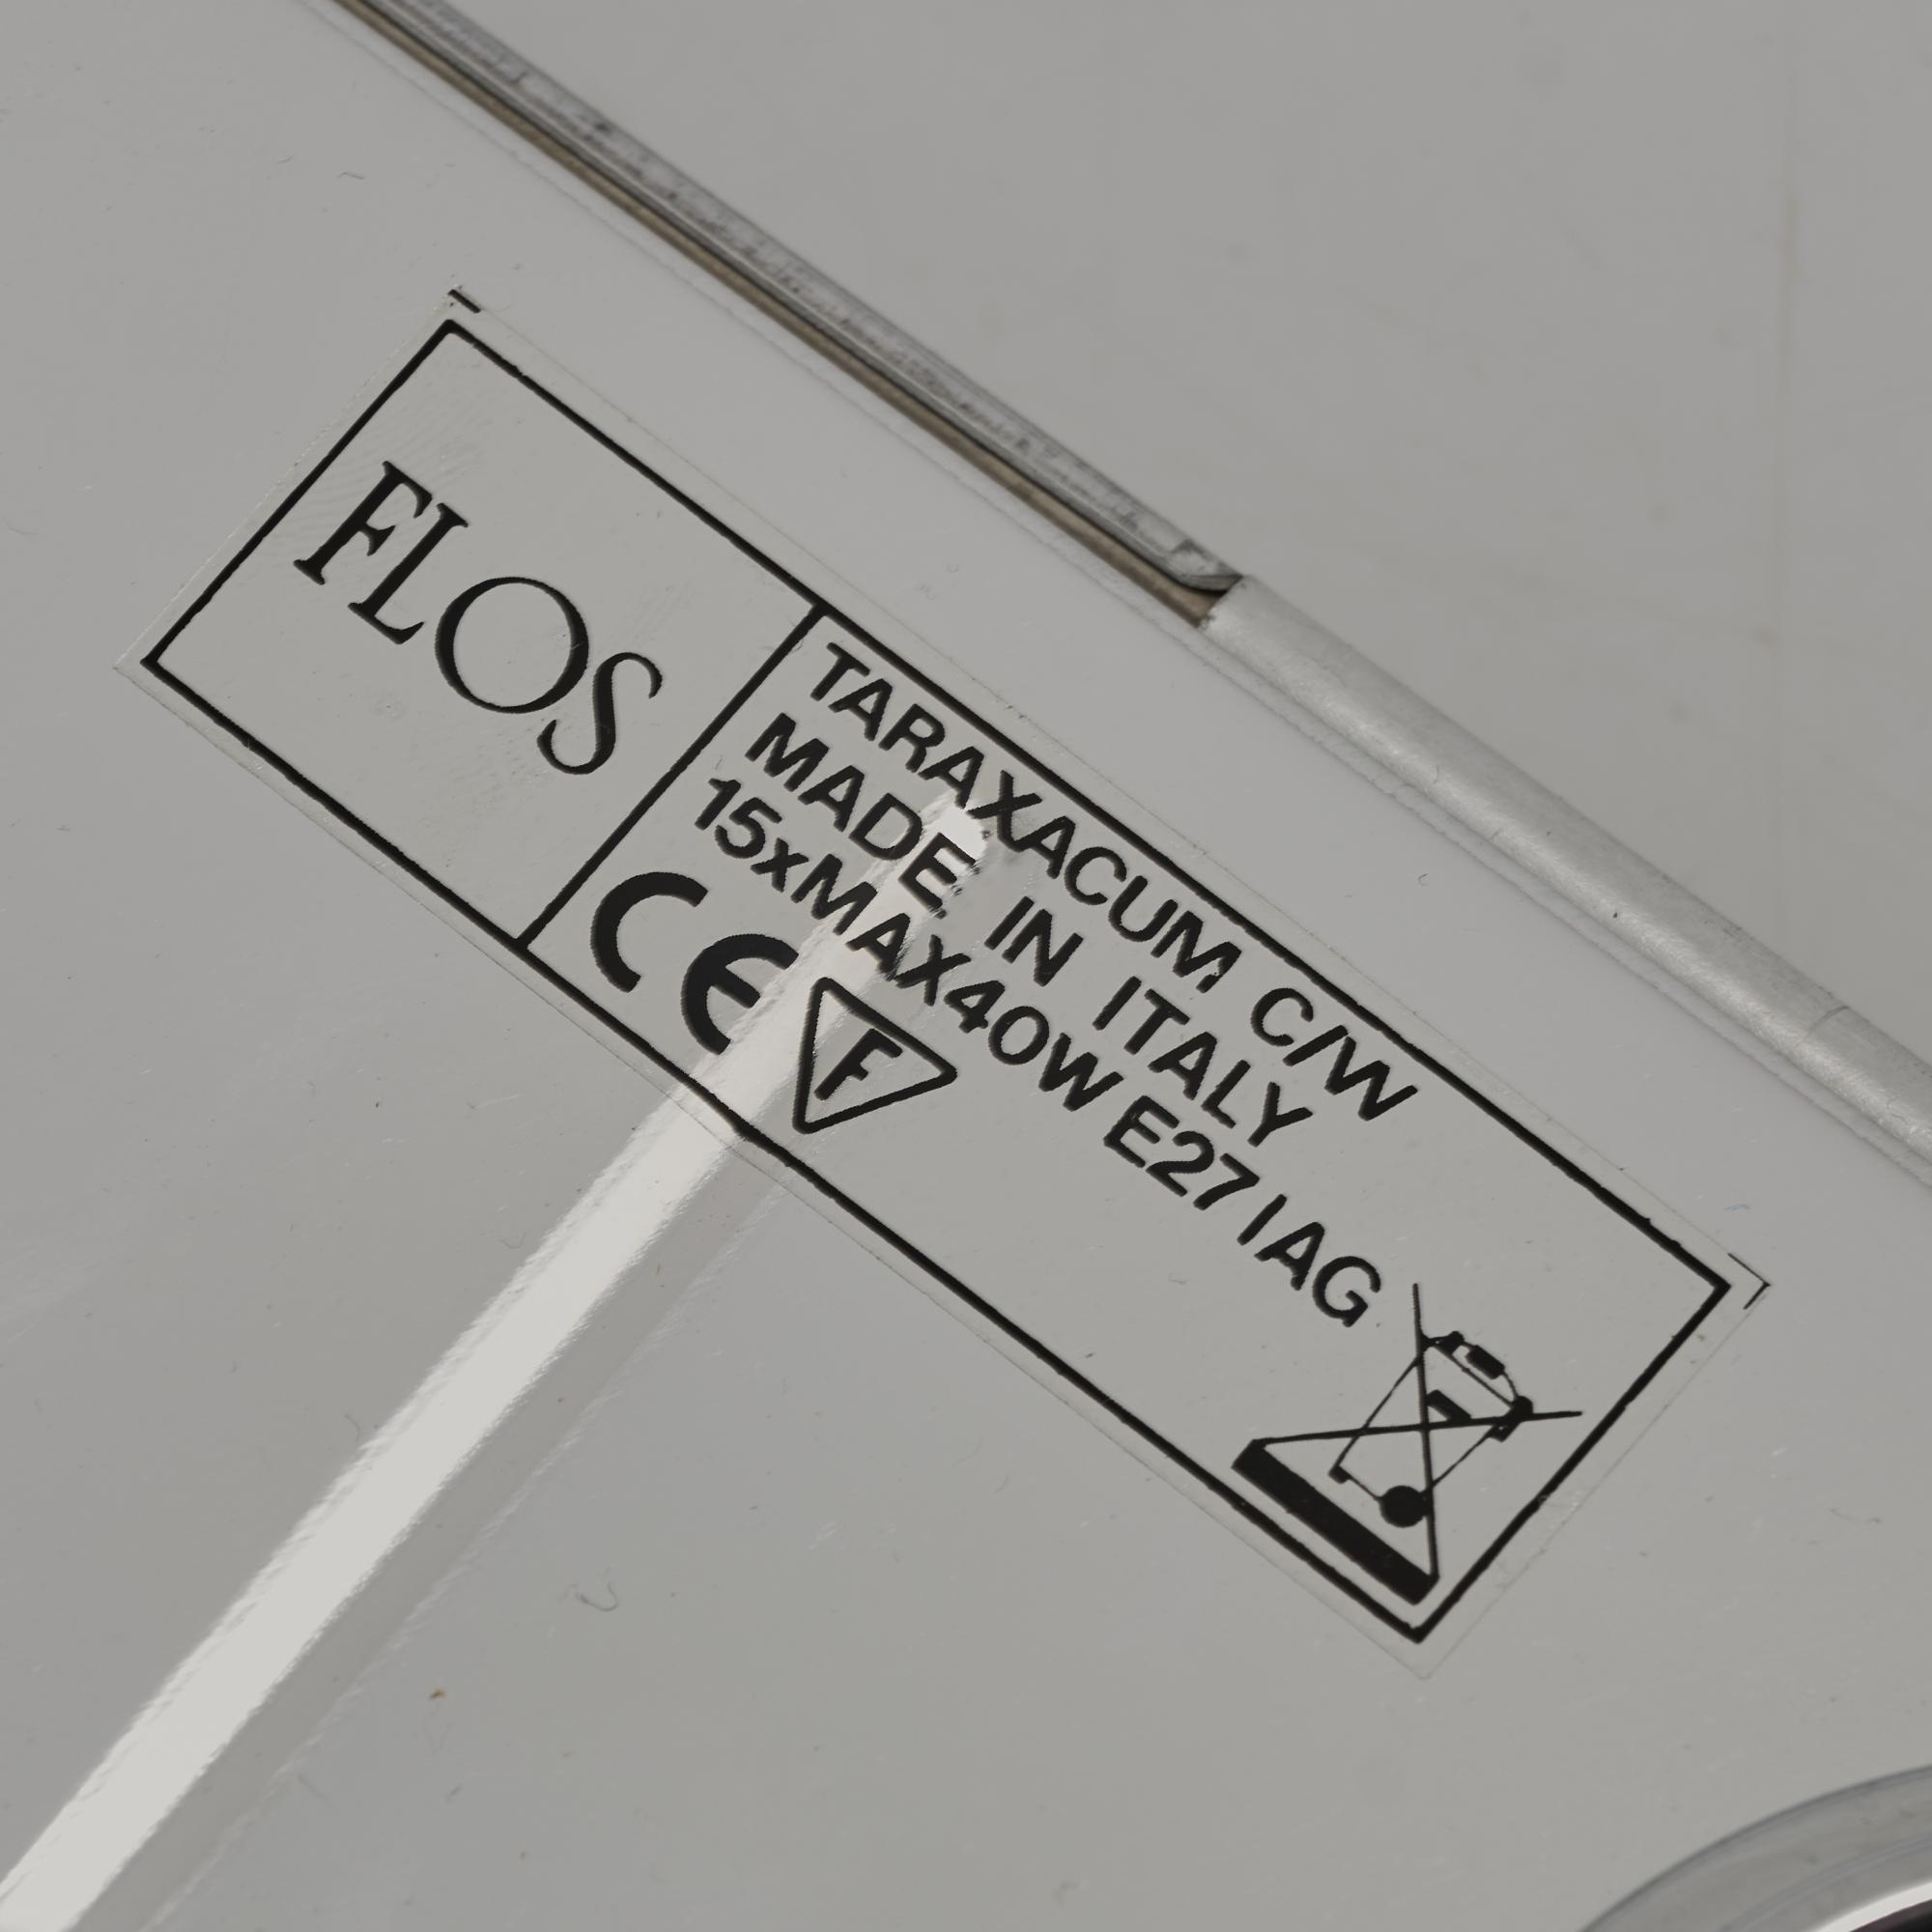 FLOS
TARAXACUM C/W
MADE IN ITALY
15xMAX40W E27 IAG
CE F